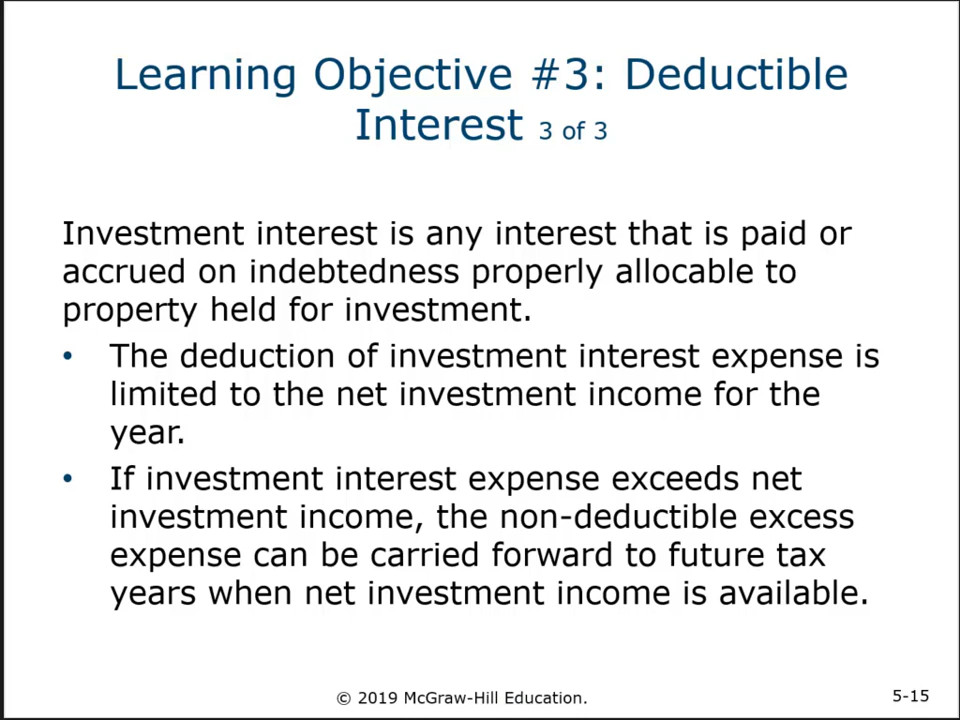 Learning Objective #3: Deductible
Interest 3 of 3
Investment interest is any interest that is paid or
accrued on indebtedness properly allocable to
property held for investment.
• The deduction of investment interest expense is
limited to the net investment income for the
year.
• If investment interest expense exceeds net
investment income, the non-deductible excess
expense can be carried forward to future tax
years when net investment income is available.
© 2019 McGraw-Hill Education.
5-15